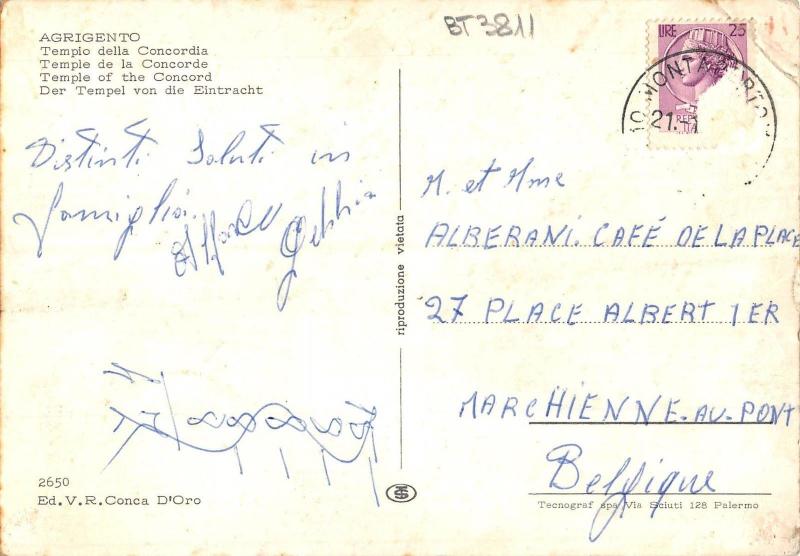 BT3811
AGRIGENTO
Tempio della Concordia
Temple de la Concorde
Temple of the Concord
Der Tempel von die Eintracht
LIRE 25
21.
Distinti Saluti in
famiglia.
riproduzione vietata
M. et Mme
ALBERANI. CAFÉ DE LA PLACE
27 PLACE ALBERT 1ER
MARCHIENNE-AU-PONT
Belgique
2650
Ed.V.R.Conca D'Oro
Tecnograf spa Via Sciuti 128 Palermo